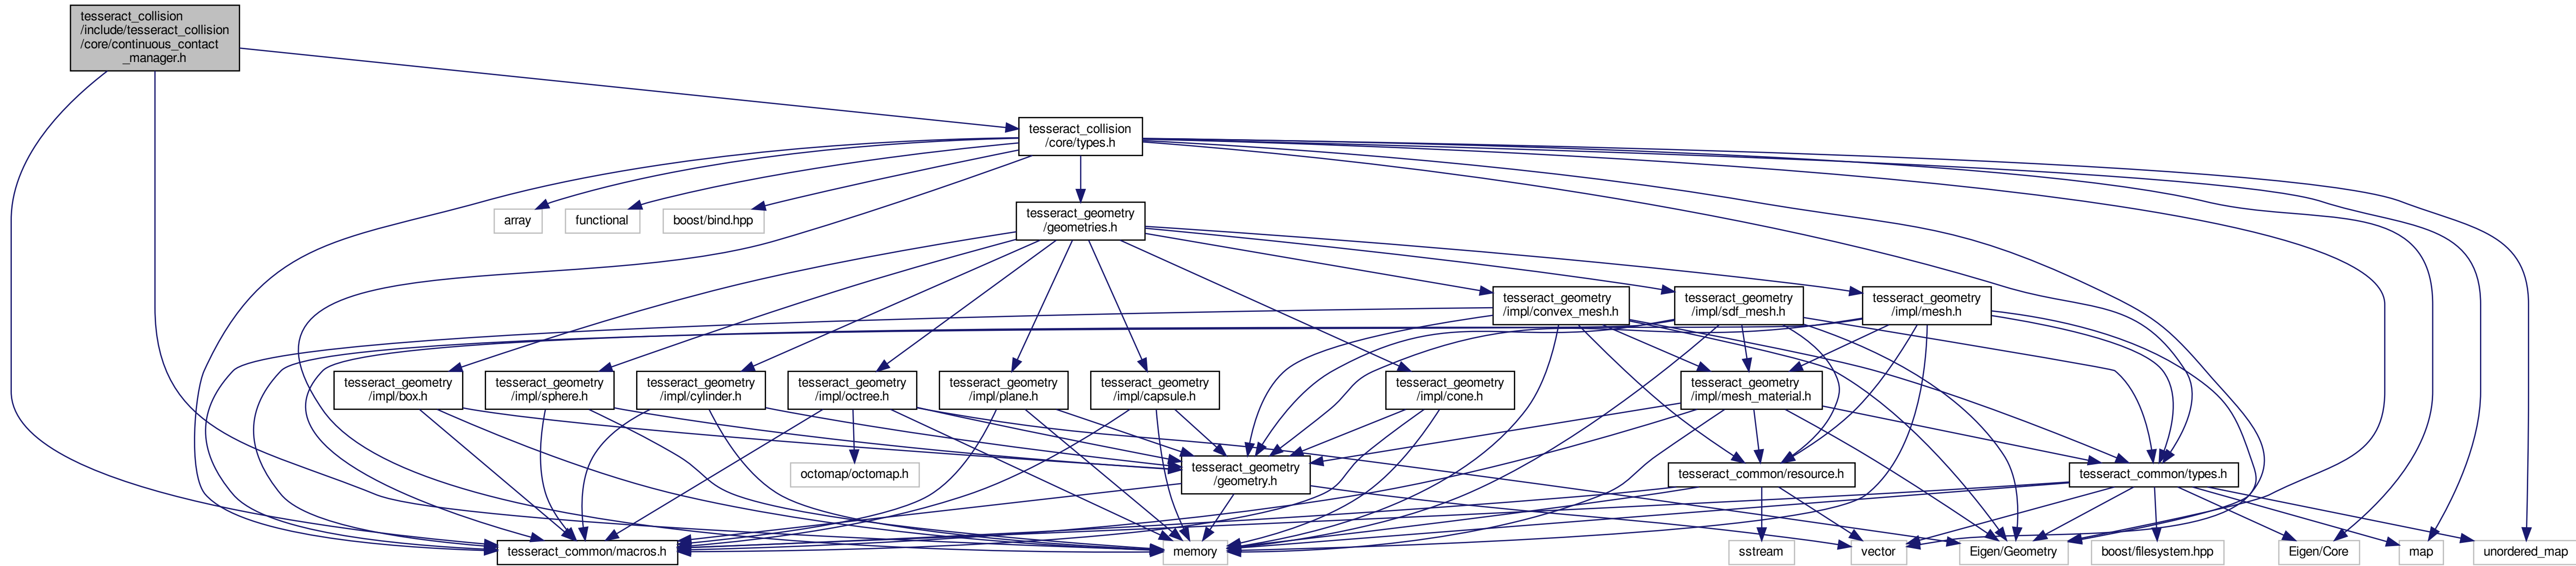 tesseract_collision
/include/tesseract_collision
/core/continuous_contact
_manager.h
tesseract_collision
/core/types.h
array
functional
boost/bind.hpp
tesseract_geometry
/geometries.h
tesseract_geometry
/impl/convex_mesh.h
tesseract_geometry
/impl/sdf_mesh.h
tesseract_geometry
/impl/mesh.h
tesseract_geometry
/impl/box.h
tesseract_geometry
/impl/sphere.h
tesseract_geometry
/impl/cylinder.h
tesseract_geometry
/impl/octree.h
tesseract_geometry
/impl/plane.h
tesseract_geometry
/impl/capsule.h
tesseract_geometry
/impl/cone.h
tesseract_geometry
/impl/mesh_material.h
octomap/octomap.h
tesseract_geometry
/geometry.h
tesseract_common/resource.h
tesseract_common/types.h
tesseract_common/macros.h
memory
sstream
vector
Eigen/Geometry
boost/filesystem.hpp
Eigen/Core
map
unordered_map